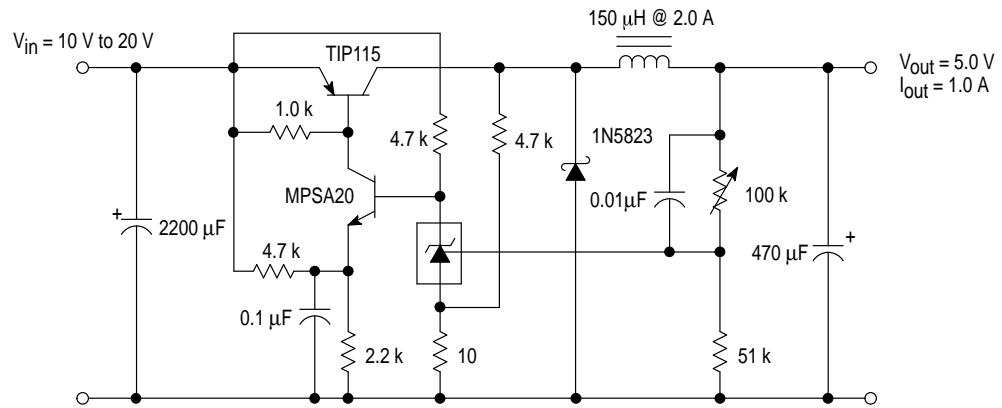 150 μH @ 2.0 A
Vin = 10 V to 20 V
TIP115
Vout = 5.0 V
Iout = 1.0 A
1.0 k
4.7 k
4.7 k
1N5823
MPSA20
0.01μF
100 k
+
2200 μF
4.7 k
470 μF
+
0.1 μF
2.2 k
10
51 k